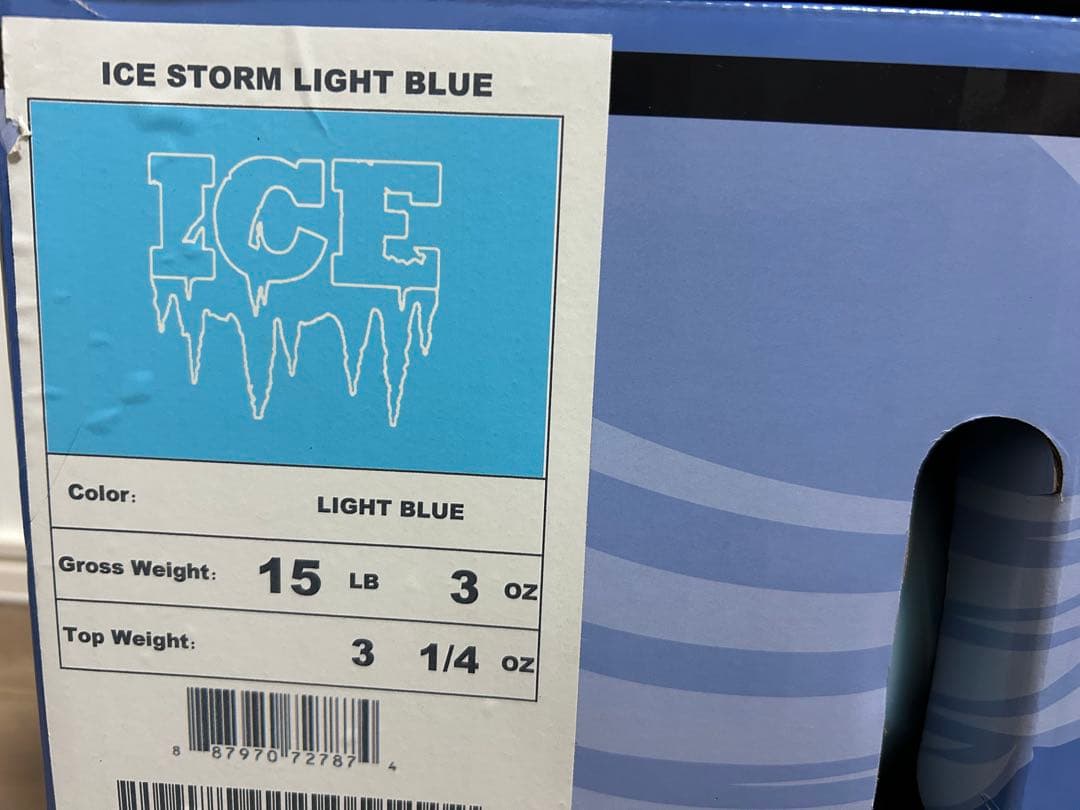 ICE STORM LIGHT BLUE
ICE
Color: LIGHT BLUE
Gross Weight: 15 LB 3 OZ
Top Weight: 3 1/4 OZ
8 87970 72787 4